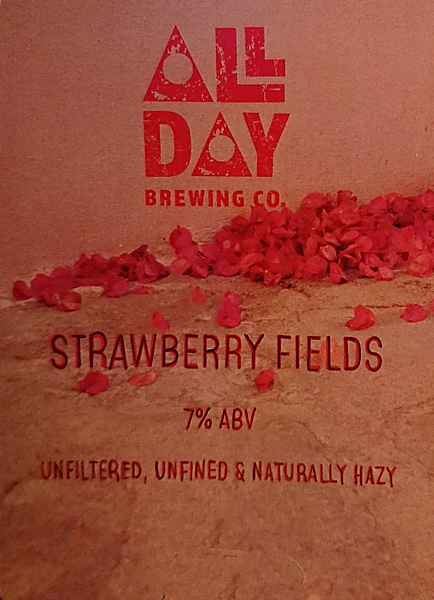 ALL
DAY
BREWING CO.
STRAWBERRY FIELDS
7% ABV
UNFILTERED, UNFINED & NATURALLY HAZY